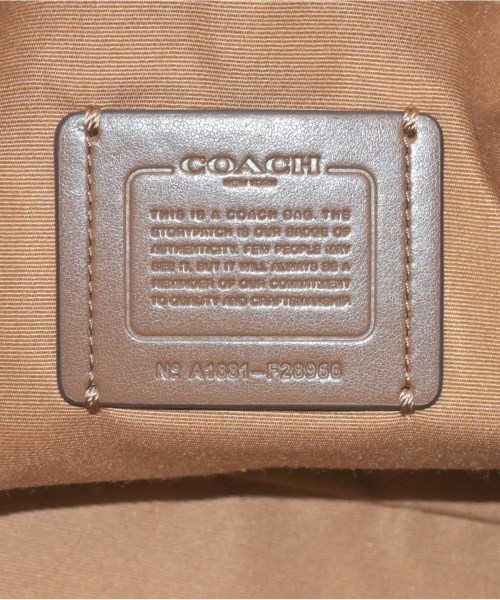 COACH
NEW YORK
THIS IS A COACH BAG. THE
STORYPATCH IS OUR BADGE OF
AUTHENTICITY. FEW PEOPLE MAY
SEE IT, BUT IT WILL ALWAYS BE A
REMINDER OF OUR COMMITMENT
TO QUALITY AND CRAFTSMANSHIP.
Nº A1881-F28966